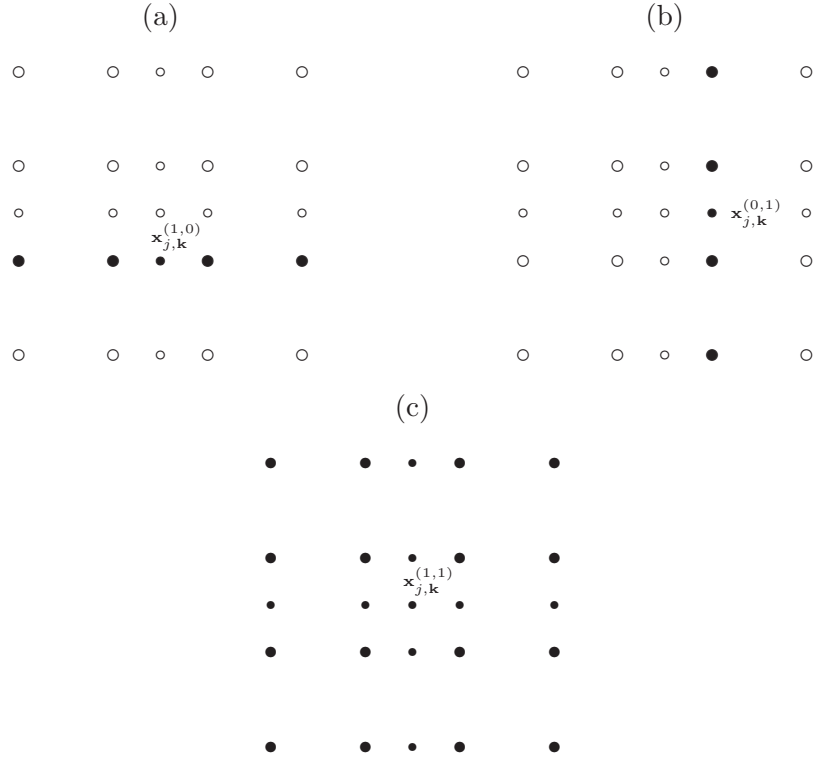 (a)
(b)
x_{j,k}^{(1,0)}
x_{j,k}^{(0,1)}
(c)
x_{j,k}^{(1,1)}